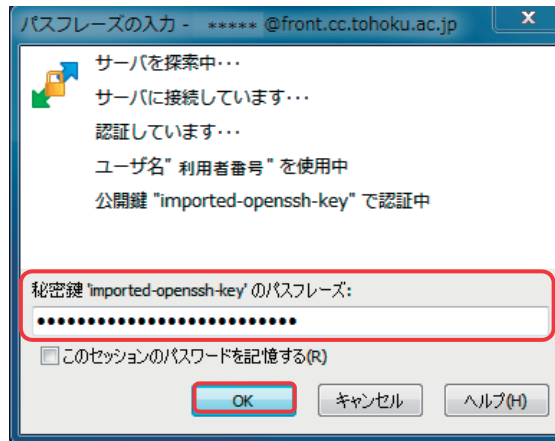 パスフレーズの入力 - ***** @front.cc.tohoku.ac.jp
サーバを探索中･･･
サーバに接続しています･･･
認証しています･･･
ユーザ名" 利用者番号 " を使用中
公開鍵 "imported-openssh-key" で認証中
秘密鍵 'imported-openssh-key' のパスフレーズ:
••••••••••••••••••••••••••
このセッションのパスワードを記憶する(R)
OK キャンセル ヘルプ(H)